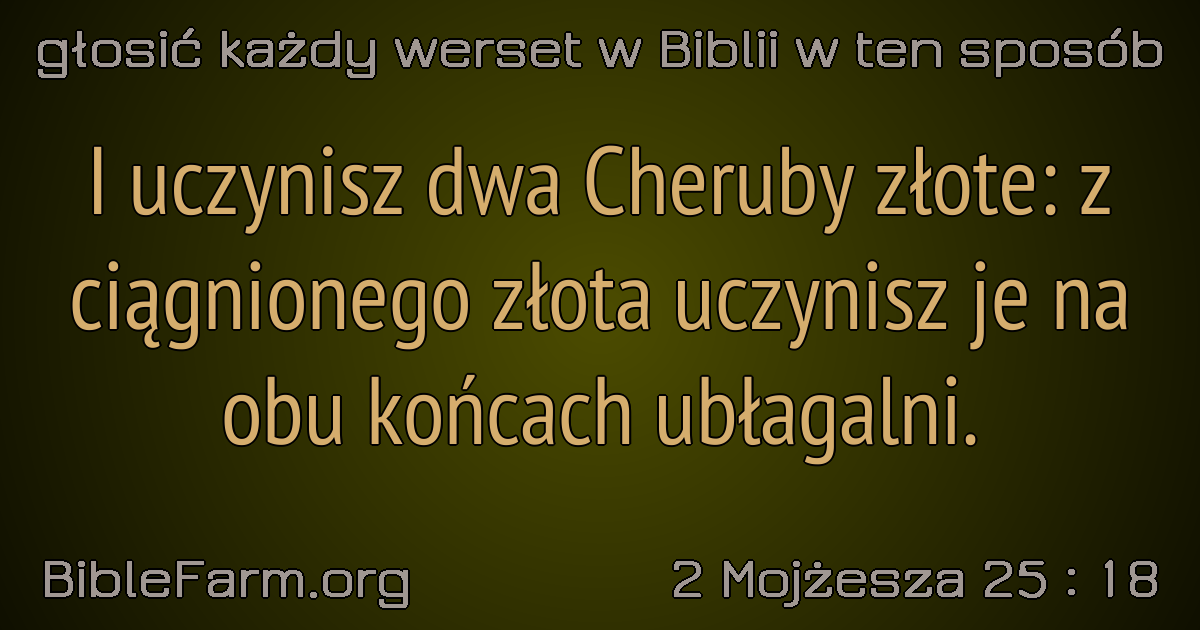 głosić każdy werset w Biblii w ten sposób
I uczynisz dwa Cheruby złote: z
ciągnionego złota uczynisz je na
obu końcach ubłagalni.
BibleFarm.org
2 Mojżesza 25 : 18